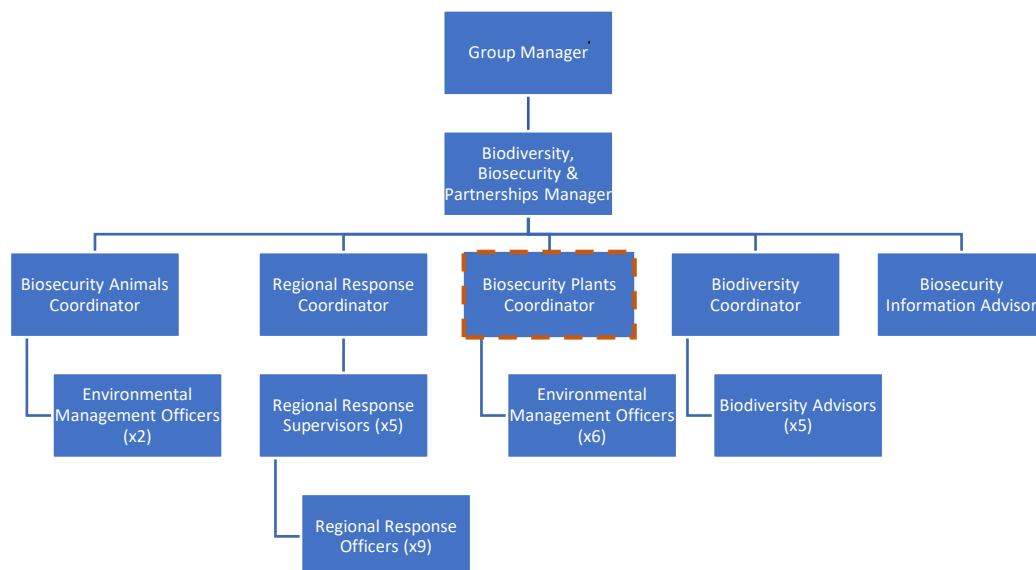 Group Manager
Biodiversity,
Biosecurity &
Partnerships Manager
Biosecurity Animals
Coordinator
Regional Response
Coordinator
Biosecurity Plants
Coordinator
Biodiversity
Coordinator
Biosecurity
Information Advisor
Environmental
Management Officers
(x2)
Regional Response
Supervisors (x5)
Environmental
Management Officers
(x6)
Biodiversity Advisors
(x5)
Regional Response
Officers (x9)